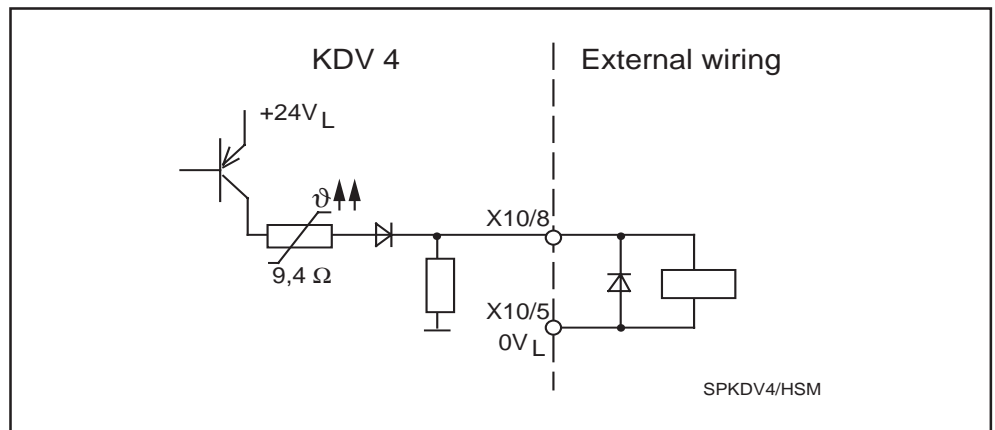 KDV 4
External wiring
+24V L
ϑ
X10/8
9,4 Ω
X10/5
0V L
SPKDV4/HSM